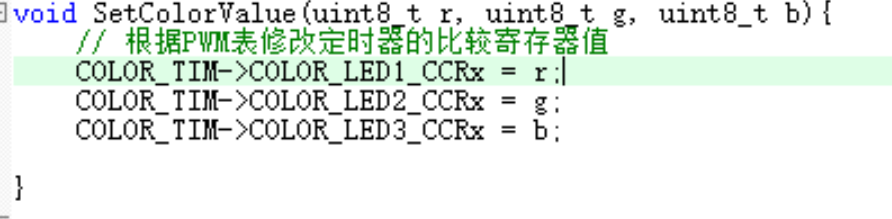 void SetColorValue(uint8_t r, uint8_t g, uint8_t b){
// 根据PWM表修改定时器的比较寄存器值
COLOR_TIM->COLOR_LED1_CCRx = r;
COLOR_TIM->COLOR_LED2_CCRx = g;
COLOR_TIM->COLOR_LED3_CCRx = b;
}